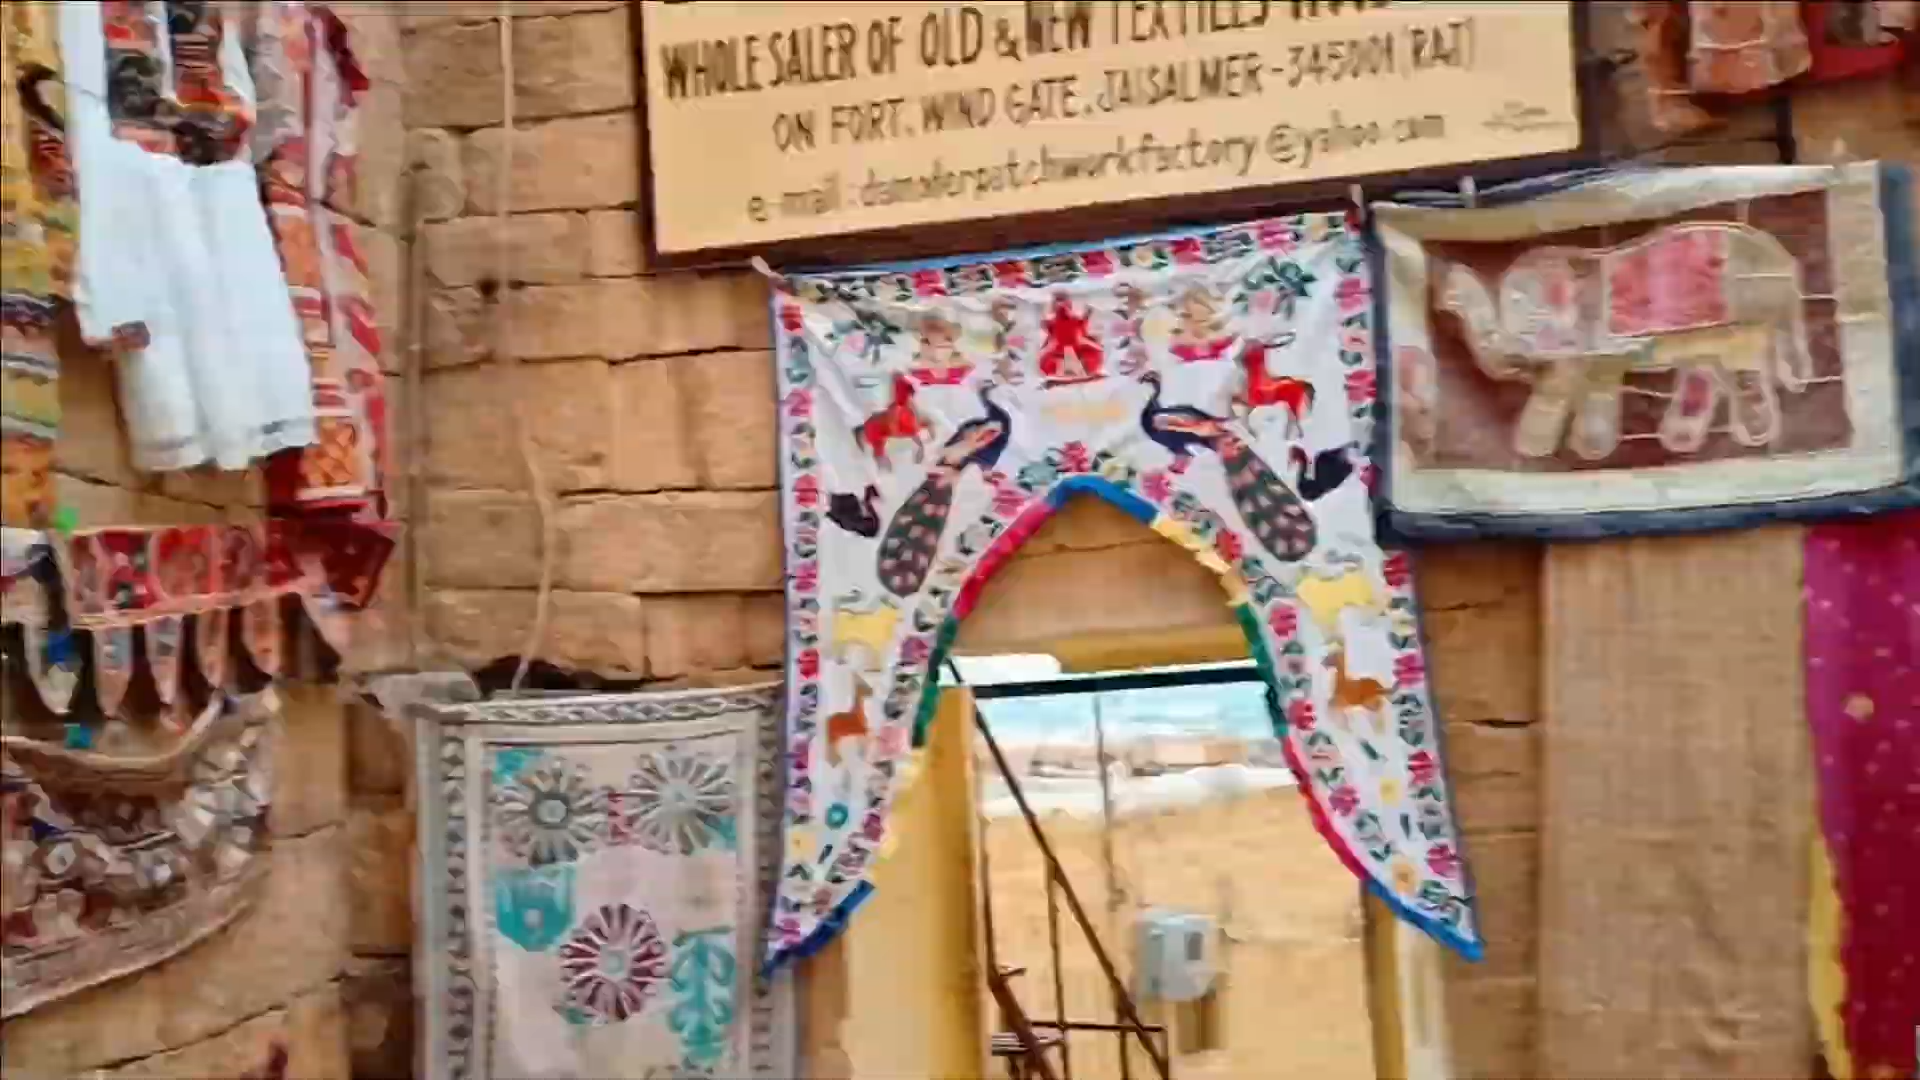 WHOLE SALER OF OLD & NEW TEXTILES
ON FORT. WIND GATE. JAISALMER-345001 (RAJ)
e-mail : damoderpatchworkfactory @yahoo.com